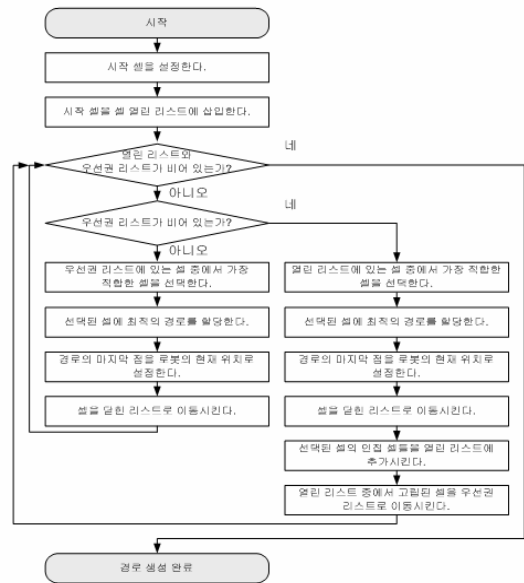 시작
시작 셀을 설정한다.
시작 셀을 셀 열린 리스트에 삽입한다.
열린 리스트와
우선권 리스트가 비어 있는가?
네
아니오
우선권 리스트가 비어 있는가?
네
아니오
우선권 리스트에 있는 셀 중에서 가장
적합한 셀을 선택한다.
선택된 셀에 최적의 경로를 할당한다.
경로의 마지막 점을 로봇의 현재 위치로
설정한다.
셀을 닫힌 리스트로 이동시킨다.
열린 리스트에 있는 셀 중에서 가장 적합한
셀을 선택한다.
선택된 셀에 최적의 경로를 할당한다.
경로의 마지막 점을 로봇의 현재 위치로
설정한다.
셀을 닫힌 리스트로 이동시킨다.
선택된 셀의 인접 셀들을 열린 리스트에
추가시킨다.
열린 리스트 중에서 고립된 셀을 우선권
리스트로 이동시킨다.
경로 생성 완료